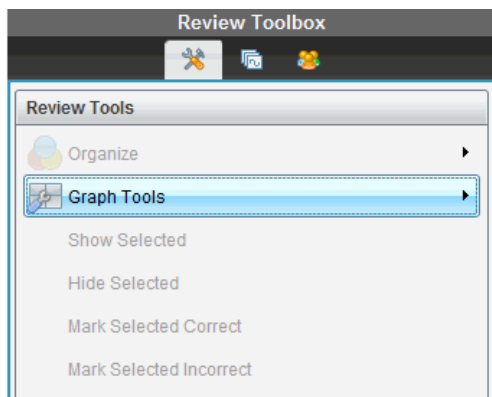 Review Toolbox
Review Tools
Organize
Graph Tools
Show Selected
Hide Selected
Mark Selected Correct
Mark Selected Incorrect